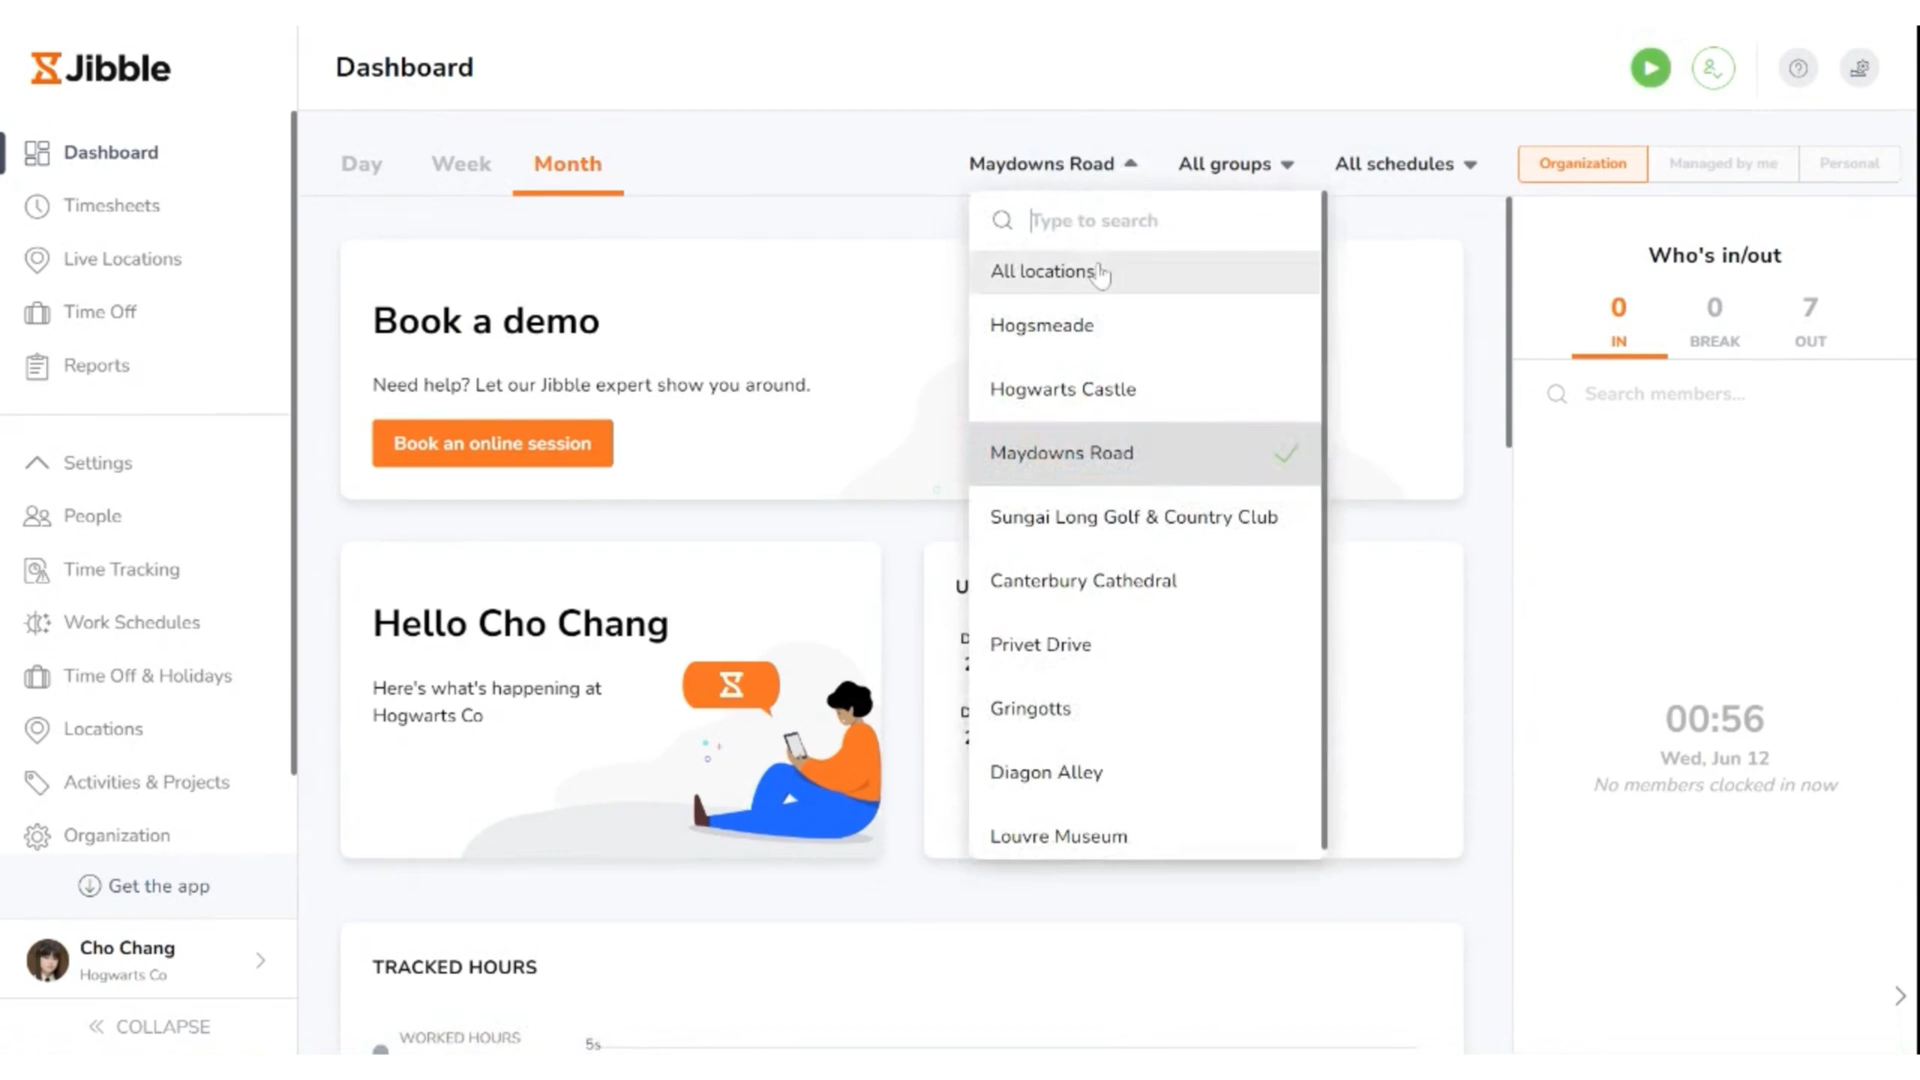 Jibble
Dashboard
Timesheets
Live Locations
Time Off
Reports
Settings
People
Time Tracking
Work Schedules
Time Off & Holidays
Locations
Activities & Projects
Organization
Get the app
Cho Chang
Hogwarts Co
COLLAPSE
Dashboard
Day Week Month
Maydowns Road All groups All schedules
Organization Managed by me Personal
Type to search
All locations
Hogsmeade
Hogwarts Castle
Maydowns Road
Sungai Long Golf & Country Club
Canterbury Cathedral
Privet Drive
Gringotts
Diagon Alley
Louvre Museum
Book a demo
Need help? Let our Jibble expert show you around.
Book an online session
Hello Cho Chang
Here's what's happening at
Hogwarts Co
U
TRACKED HOURS
WORKED HOURS
5s
Who's in/out
0 0 7
IN BREAK OUT
Search members...
00:56
Wed, Jun 12
No members clocked in now